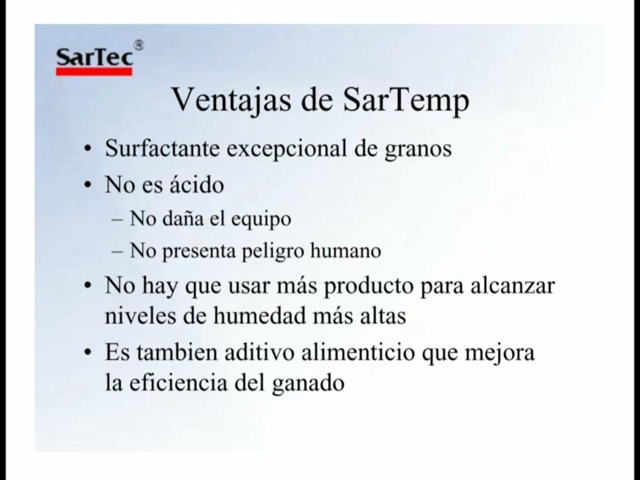 SarTec®
Ventajas de SarTemp
• Surfactante excepcional de granos
• No es ácido
– No daña el equipo
– No presenta peligro humano
• No hay que usar más producto para alcanzar
niveles de humedad más altas
• Es tambien aditivo alimenticio que mejora
la eficiencia del ganado